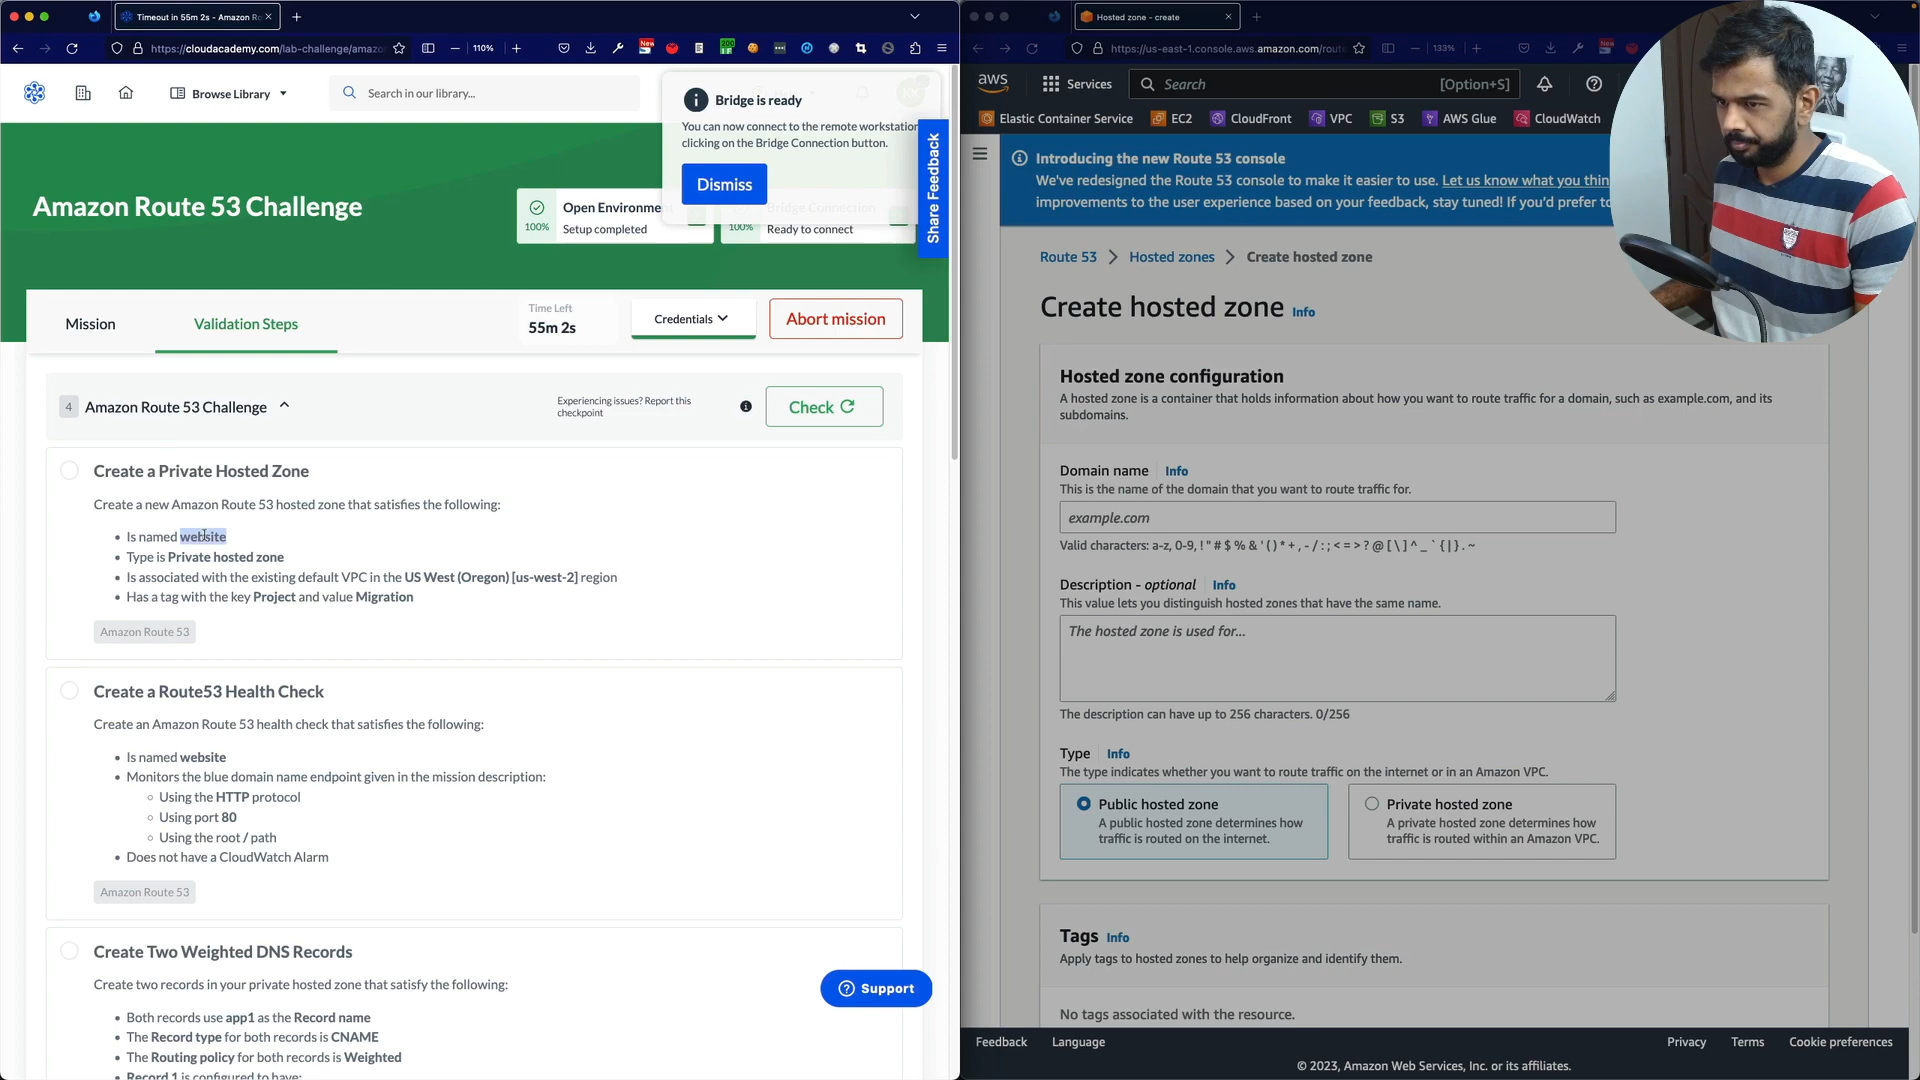 Timeout in 55m 2s - Amazon Ro
https://cloudacademy.com/lab-challenge/amazo
110%
Browse Library
Search in our library...
Bridge is ready
You can now connect to the remote workstation
clicking on the Bridge Connection button.
Dismiss
Share Feedback
Amazon Route 53 Challenge
100%
Open Environme
Setup completed
100%
Bridge Connection
Ready to connect
Mission
Validation Steps
Time Left
55m 2s
Credentials
Abort mission
4
Amazon Route 53 Challenge
Experiencing issues? Report this
checkpoint
Check
Create a Private Hosted Zone
Create a new Amazon Route 53 hosted zone that satisfies the following:
• Is named website
• Type is Private hosted zone
• Is associated with the existing default VPC in the US West (Oregon) [us-west-2] region
• Has a tag with the key Project and value Migration
Amazon Route 53
Create a Route53 Health Check
Create an Amazon Route 53 health check that satisfies the following:
• Is named website
• Monitors the blue domain name endpoint given in the mission description:
◦ Using the HTTP protocol
◦ Using port 80
◦ Using the root / path
• Does not have a CloudWatch Alarm
Amazon Route 53
Create Two Weighted DNS Records
Create two records in your private hosted zone that satisfy the following:
• Both records use app1 as the Record name
• The Record type for both records is CNAME
• The Routing policy for both records is Weighted
• Record 1 is configured to have:
Support
Hosted zone - create
https://us-east-1.console.aws.amazon.com/route
133%
aws
Services
Search
[Option+S]
Elastic Container Service
EC2
CloudFront
VPC
S3
AWS Glue
CloudWatch
Introducing the new Route 53 console
We've redesigned the Route 53 console to make it easier to use. Let us know what you thin
improvements to the user experience based on your feedback, stay tuned! If you'd prefer to
Route 53 > Hosted zones > Create hosted zone
Create hosted zone Info
Hosted zone configuration
A hosted zone is a container that holds information about how you want to route traffic for a domain, such as example.com, and its
subdomains.
Domain name Info
This is the name of the domain that you want to route traffic for.
example.com
Valid characters: a-z, 0-9, ! " # $ % & ' ( ) * + , - / : ; < = > ? @ [ \ ] ^ _ ` { | } . ~
Description - optional Info
This value lets you distinguish hosted zones that have the same name.
The hosted zone is used for...
The description can have up to 256 characters. 0/256
Type Info
The type indicates whether you want to route traffic on the internet or in an Amazon VPC.
Public hosted zone
A public hosted zone determines how
traffic is routed on the internet.
Private hosted zone
A private hosted zone determines how
traffic is routed within an Amazon VPC.
Tags Info
Apply tags to hosted zones to help organize and identify them.
No tags associated with the resource.
Feedback
Language
Privacy
Terms
Cookie preferences
© 2023, Amazon Web Services, Inc. or its affiliates.